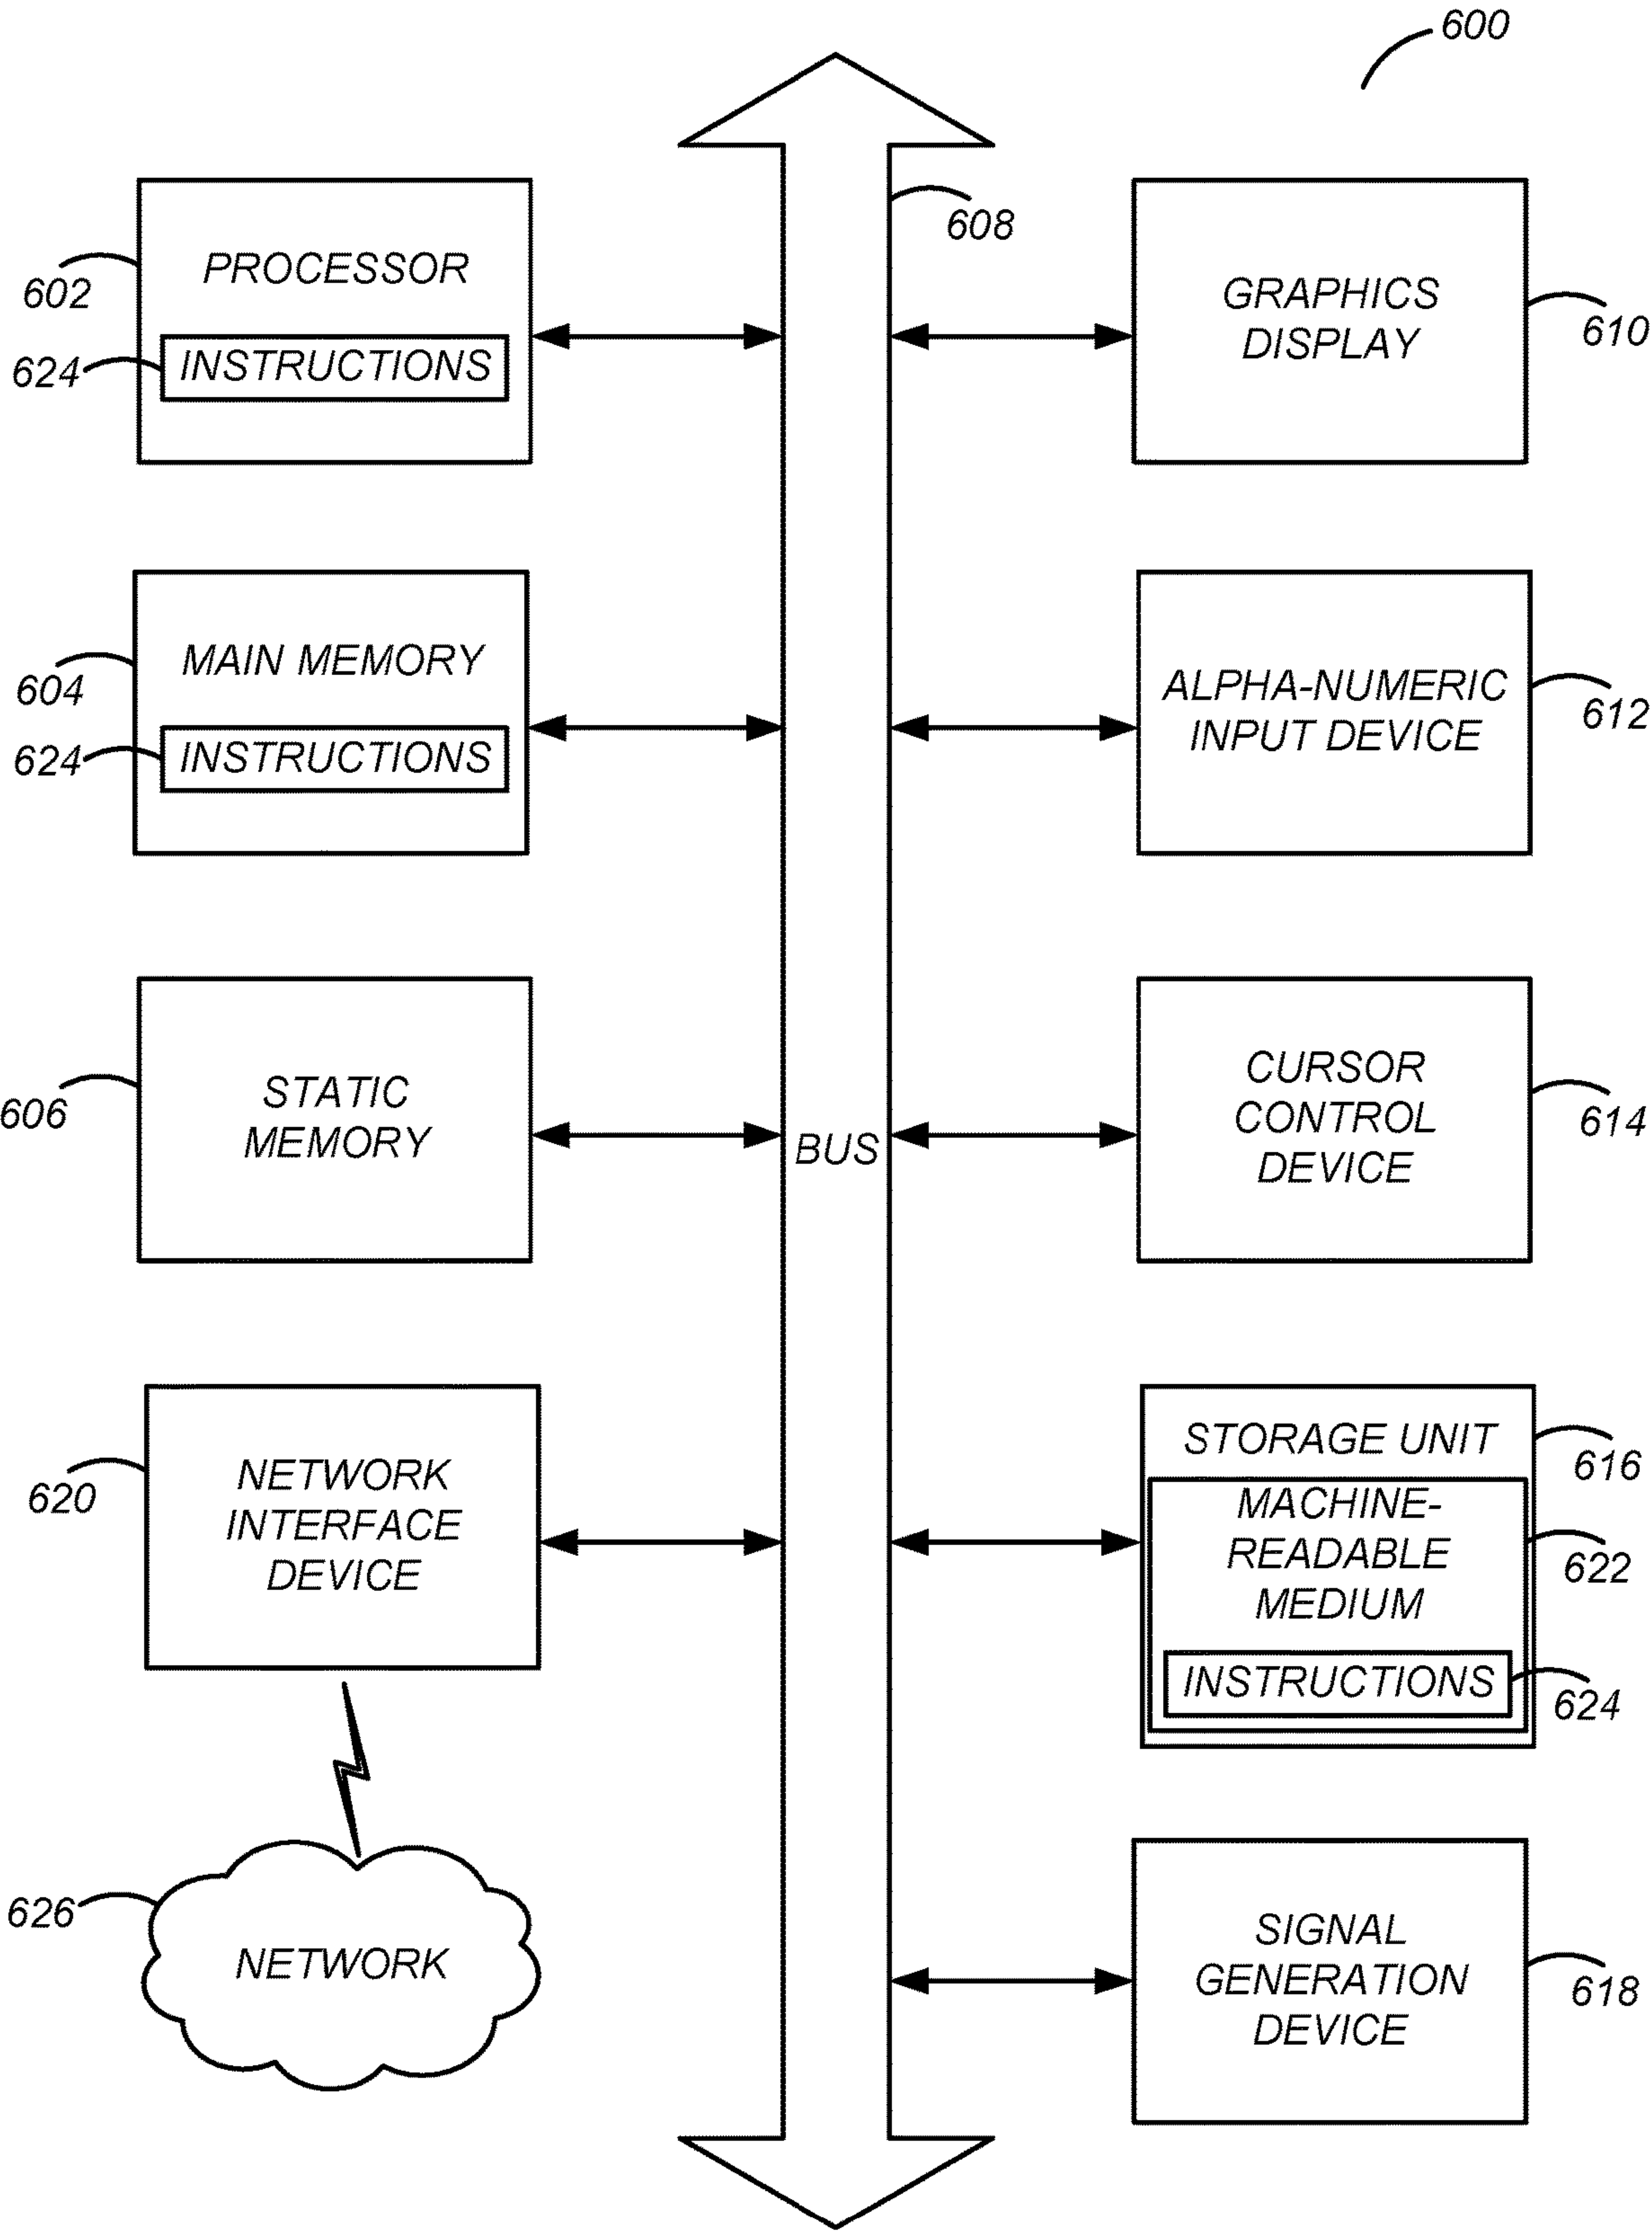 600
608
PROCESSOR
602
INSTRUCTIONS
624
GRAPHICS
DISPLAY
610
MAIN MEMORY
604
INSTRUCTIONS
624
ALPHA-NUMERIC
INPUT DEVICE
612
STATIC
MEMORY
606
BUS
CURSOR
CONTROL
DEVICE
614
NETWORK
INTERFACE
DEVICE
620
STORAGE UNIT
616
MACHINE-
READABLE
MEDIUM
622
INSTRUCTIONS
624
626
NETWORK
SIGNAL
GENERATION
DEVICE
618